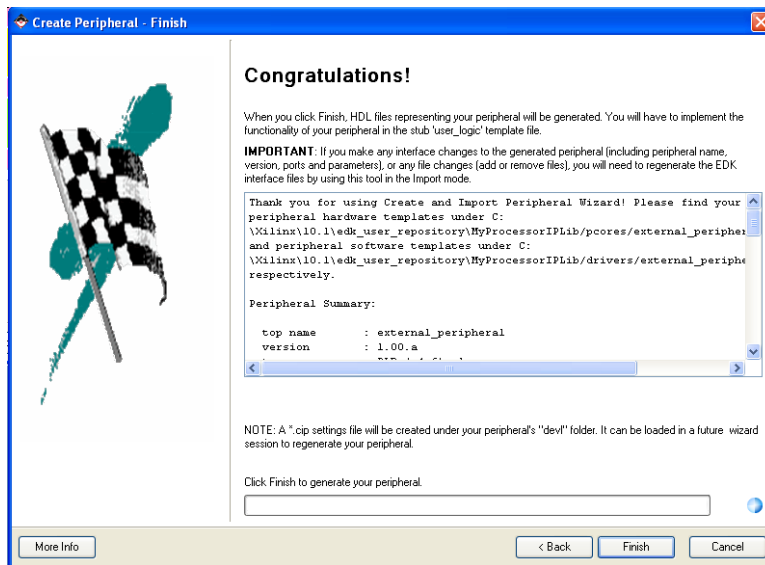 Create Peripheral - Finish
Congratulations!
When you click Finish, HDL files representing your peripheral will be generated. You will have to implement the
functionality of your peripheral in the stub 'user_logic' template file.
IMPORTANT: If you make any interface changes to the generated peripheral (including peripheral name,
version, ports and parameters), or any file changes (add or remove files), you will need to regenerate the EDK
interface files by using this tool in the Import mode.
Thank you for using Create and Import Peripheral Wizard! Please find your
peripheral hardware templates under C:
\Xilinx\10.1\edk_user_repository\MyProcessorIPLib/pcores/external_peripher
and peripheral software templates under C:
\Xilinx\10.1\edk_user_repository\MyProcessorIPLib/drivers/external_periphe
respectively.
Peripheral Summary:
top name : external_peripheral
version : 1.00.a
NOTE: A *.cip settings file will be created under your peripheral's "devl" folder. It can be loaded in a future wizard
session to regenerate your peripheral.
Click Finish to generate your peripheral.
More Info
< Back
Finish
Cancel